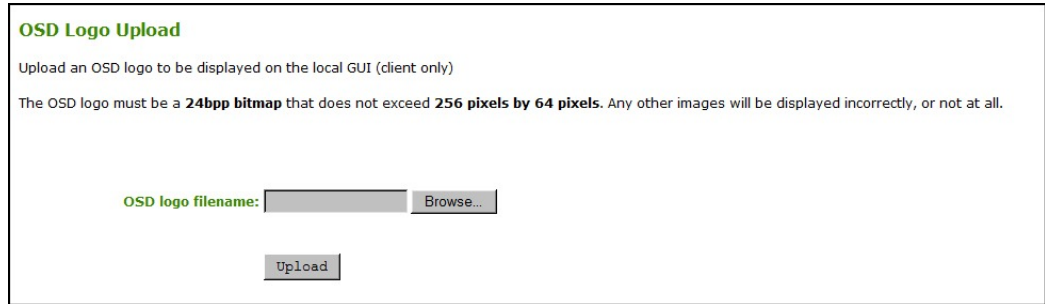 OSD Logo Upload
Upload an OSD logo to be displayed on the local GUI (client only)
The OSD logo must be a 24bpp bitmap that does not exceed 256 pixels by 64 pixels. Any other images will be displayed incorrectly, or not at all.
OSD logo filename: Browse...
Upload